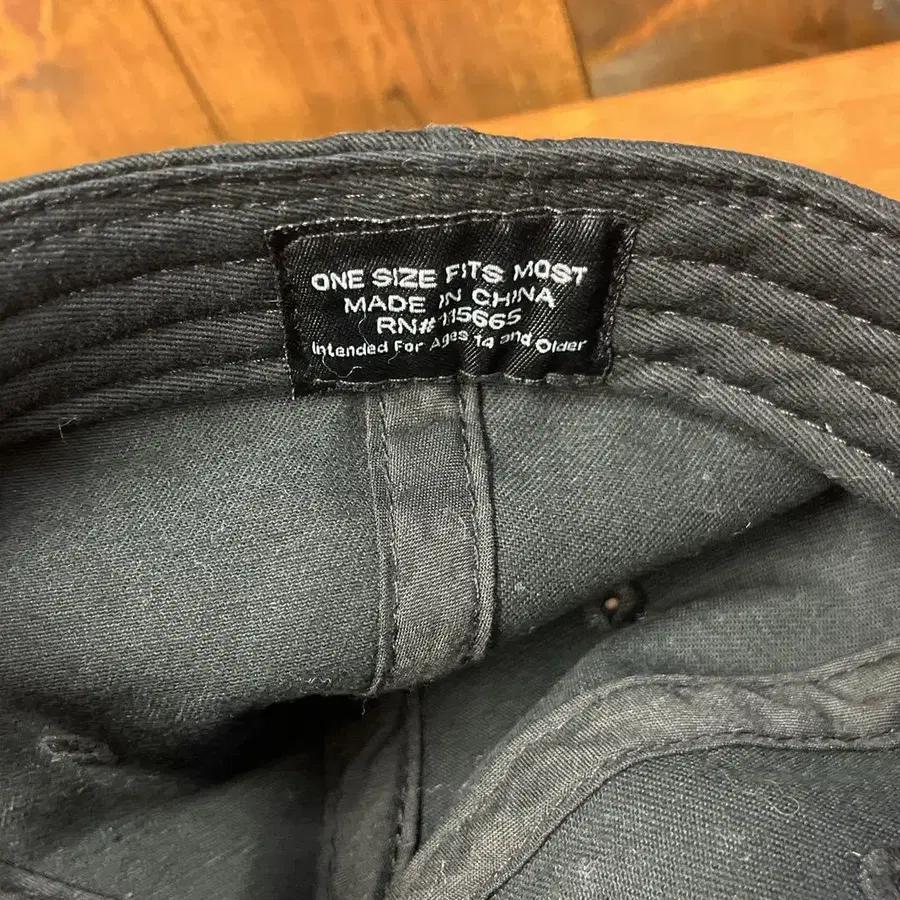 ONE SIZE FITS MOST
MADE IN CHINA
RN# 115665
Intended For Ages 14 and Older